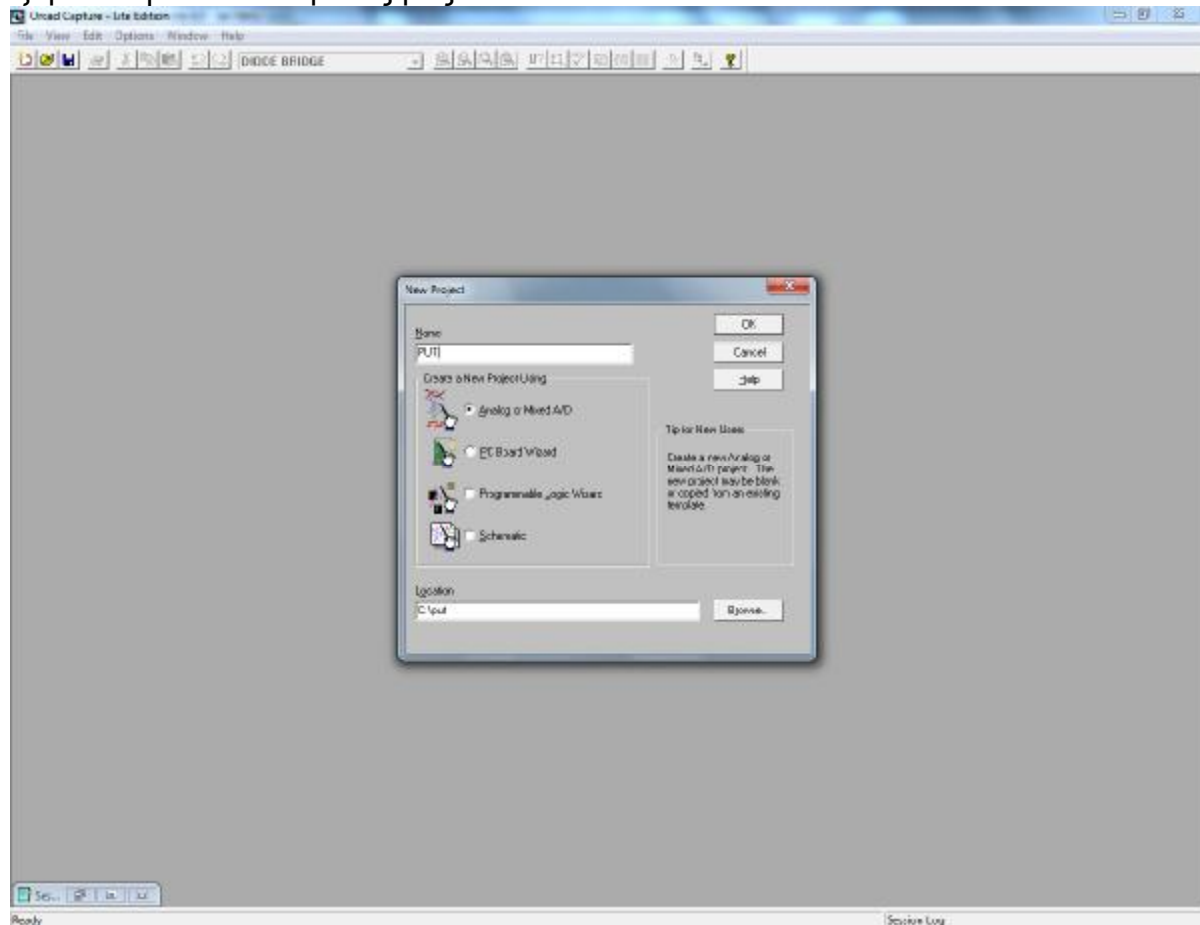 Orcad Capture - Lite Edition
File View Edit Options Window Help
DIODE BRIDGE
U?
New Project
Name
PUT
OK
Cancel
Help
Create a New Project Using
Analog or Mixed A/D
PC Board Wizard
Programmable Logic Wizard
Schematic
Tip for New Users
Create a new Analog or
Mixed A/D project. The
new project may be blank
or copied from an existing
template.
Location
C:\put
Browse...
Ses...
Ready
Session Log